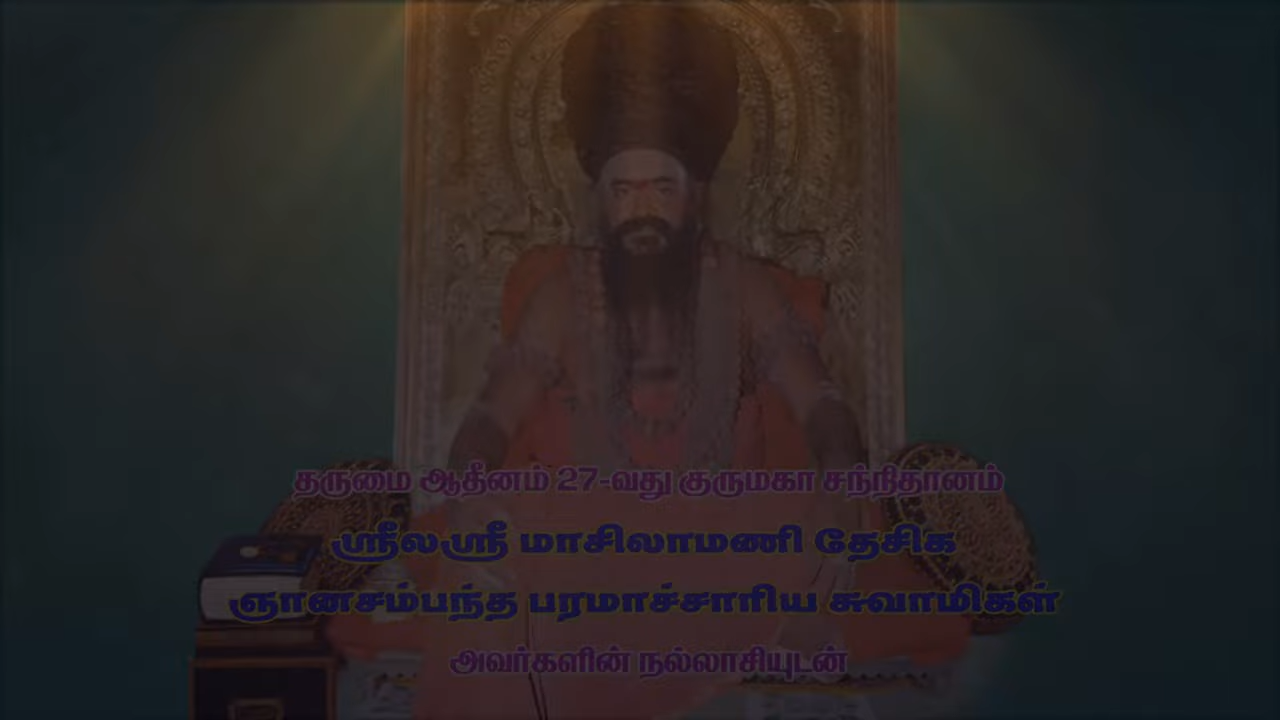 தருமை ஆதீனம் 27-வது குருமகா சந்நிதானம்
ஸ்ரீலஸ்ரீ மாசிலாமணி தேசிக
ஞானசம்பந்த பரமாச்சாரிய சுவாமிகள்
அவர்களின் நல்லாசியுடன்